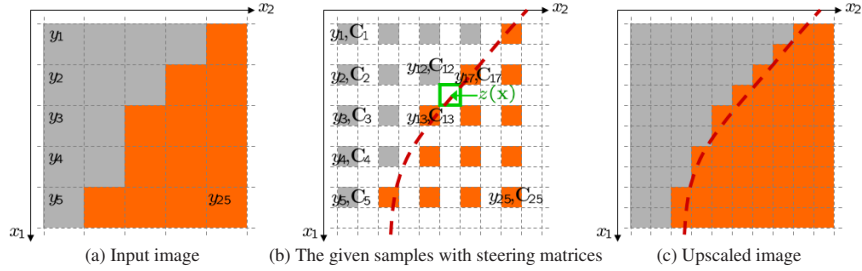 x2 x2 x2
y1 y1,C1
y2 y2,C2 y12,C12 y17,C17
z(x)
y3 y3,C3 y13,C13
y4 y4,C4
y5 y25 y5,C5 y25,C25
x1 x1 x1
(a) Input image (b) The given samples with steering matrices (c) Upscaled image